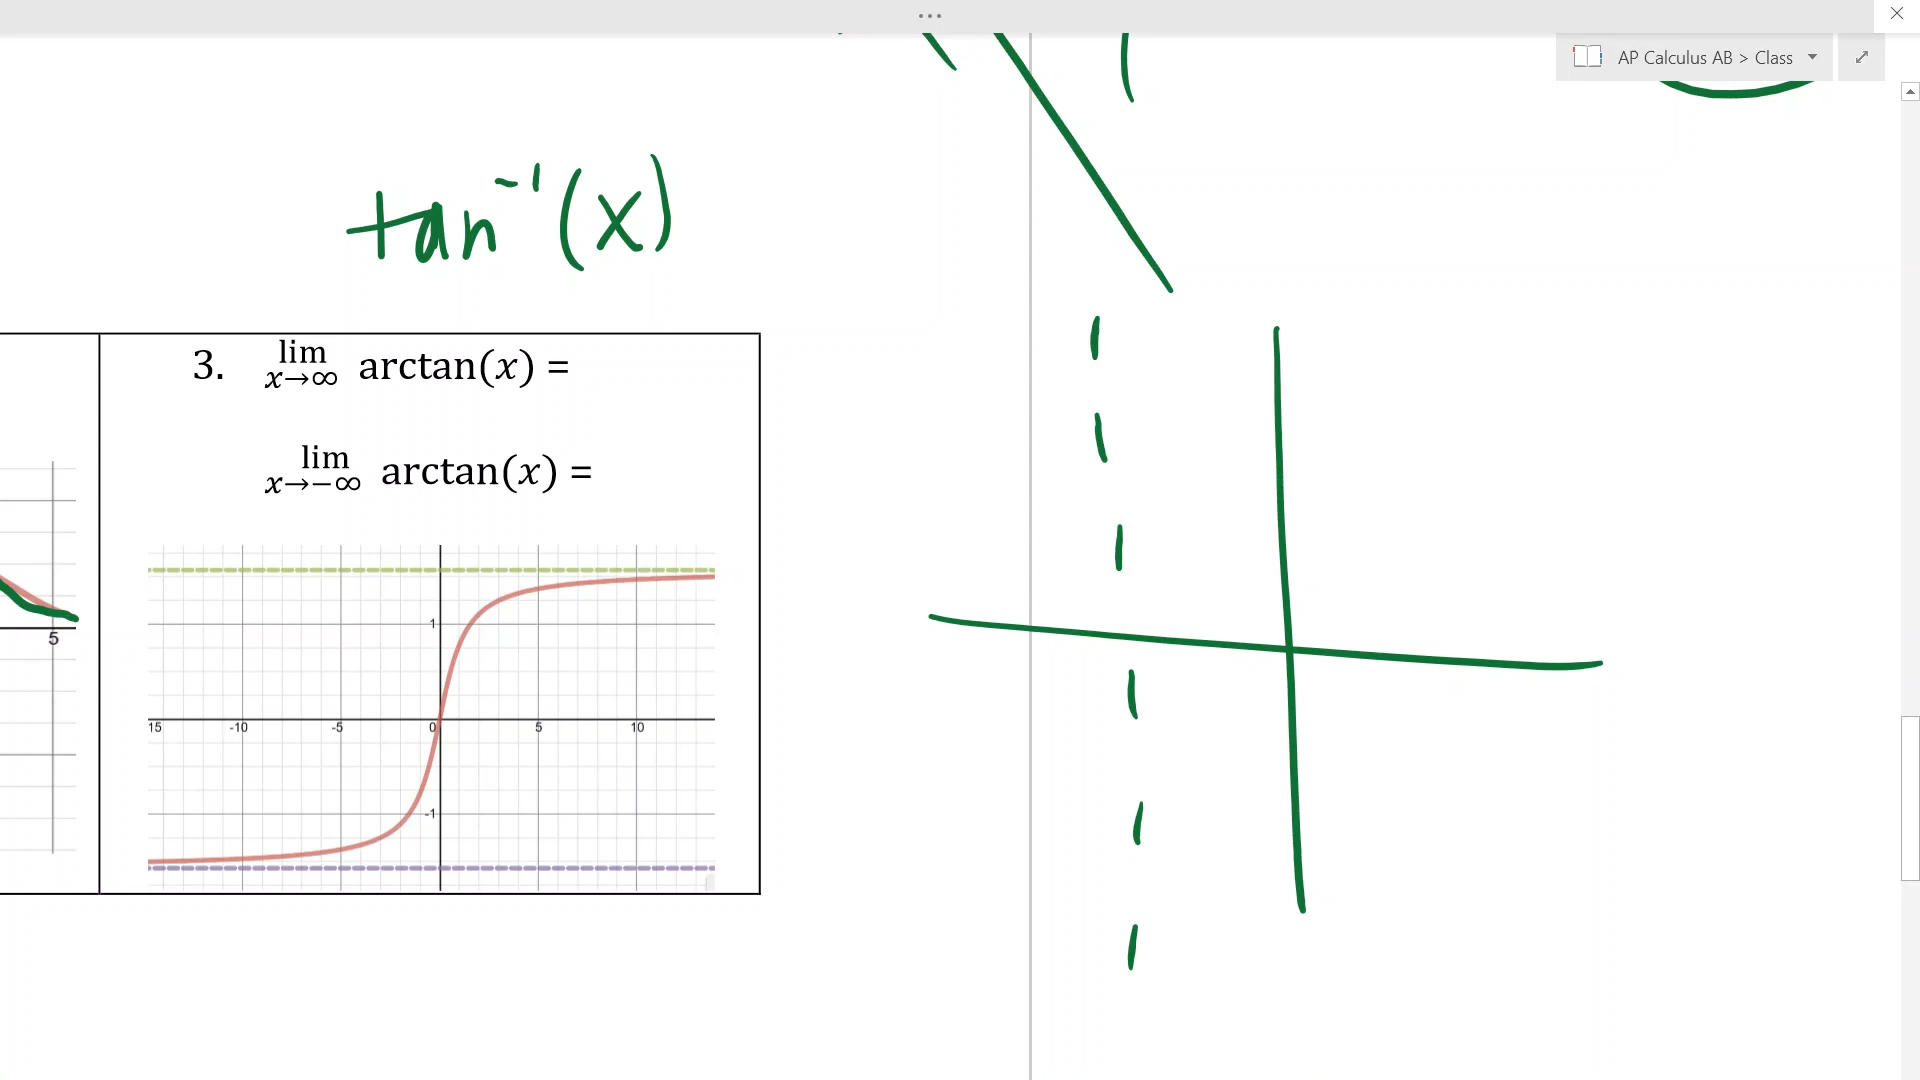 AP Calculus AB > Class
tan⁻¹(x)
3. lim x→∞ arctan(x) =
lim x→−∞ arctan(x) =
1
5
15 -10 -5 0 5 10
-1